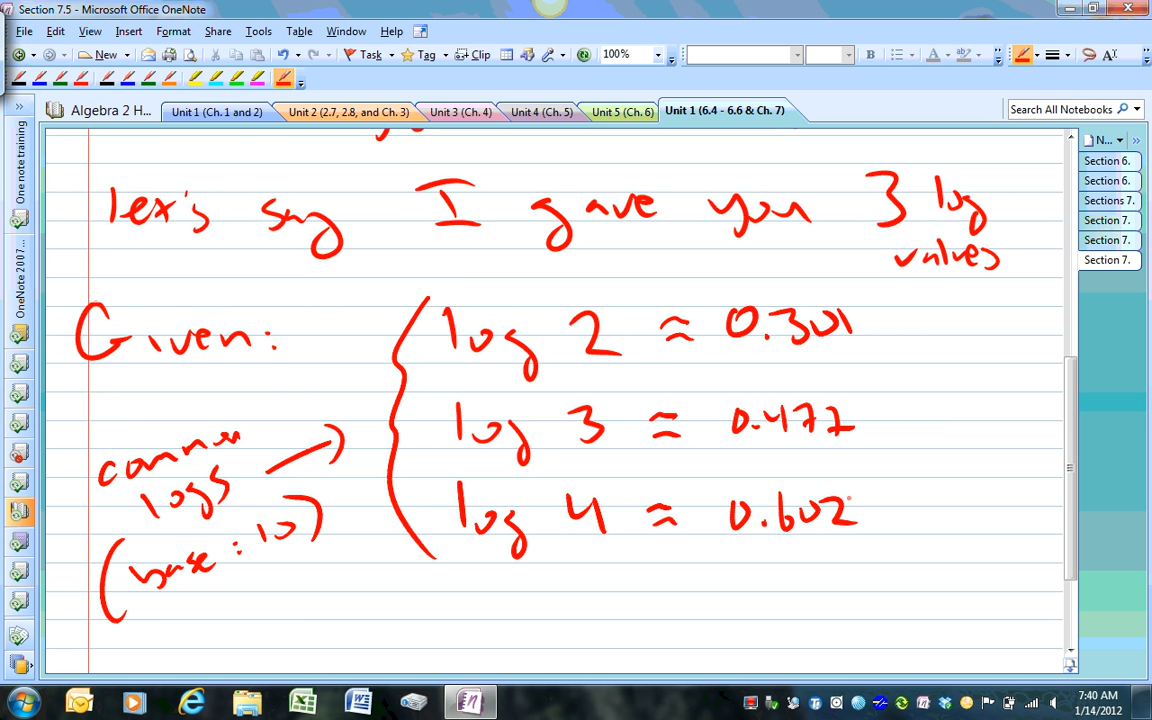 Section 7.5 - Microsoft Office OneNote
File Edit View Insert Format Share Tools Table Window Help
New Undo Task Tag Clip 100%
Algebra 2 H... Unit 1 (Ch. 1 and 2) Unit 2 (2.7, 2.8, and Ch. 3) Unit 3 (Ch. 4) Unit 4 (Ch. 5) Unit 5 (Ch. 6) Unit 1 (6.4 - 6.6 & Ch. 7) Search All Notebooks
One note training
OneNote 2007...
N...
Section 6.
Section 6.
Sections 7.
Section 7.
Section 7.
Section 7.
let's say I gave you 3 log
values
Given:
log 2 ≈ 0.301
log 3 ≈ 0.477
common
logs
(base: 10)
log 4 ≈ 0.602
7:40 AM
1/14/2012